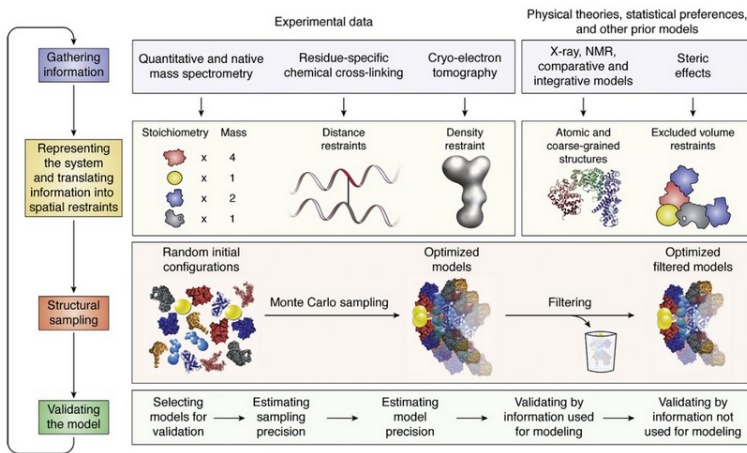 Experimental data
Physical theories, statistical preferences,
and other prior models
Gathering
information
Quantitative and native
mass spectrometry
Residue-specific
chemical cross-linking
Cryo-electron
tomography
X-ray, NMR,
comparative and
integrative models
Steric
effects
Representing
the system
and translating
information into
spatial restraints
Stoichiometry
Mass
x 4
x 1
x 2
x 1
Distance
restraints
Density
restraint
Atomic and
coarse-grained
structures
Excluded volume
restraints
Structural
sampling
Random initial
configurations
Monte Carlo sampling
Optimized
models
Filtering
Optimized
filtered models
Validating
the model
Selecting
models for
validation
Estimating
sampling
precision
Estimating
model
precision
Validating by
information used
for modeling
Validating by
information not
used for modeling